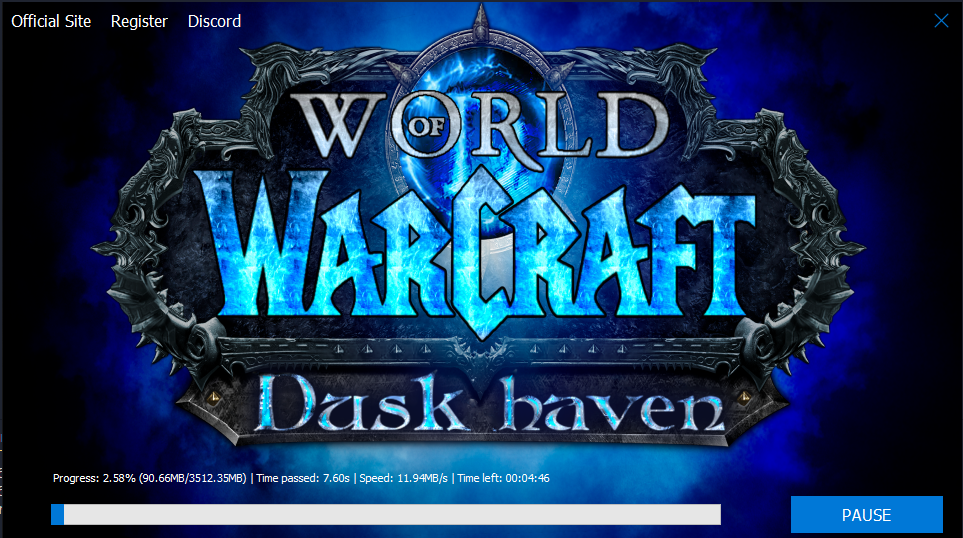 Official Site Register Discord
WORLD
OF
WARCRAFT
Dusk haven
Progress: 2.58% (90.66MB/3512.35MB) | Time passed: 7.60s | Speed: 11.94MB/s | Time left: 00:04:46
PAUSE